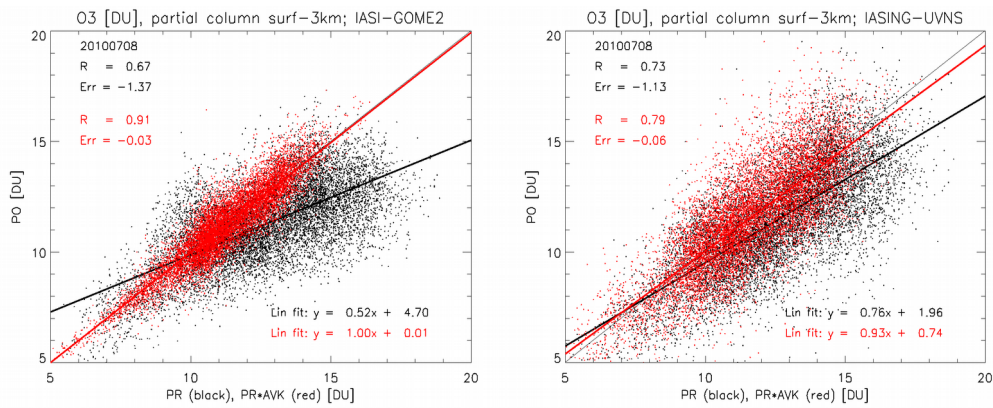 O3 [DU], partial column surf-3km; IASI-GOME2
20
15
10
5
PO [DU]
20100708
R = 0.67
Err = -1.37
R = 0.91
Err = -0.03
Lin fit: y = 0.52x + 4.70
Lin fit: y = 1.00x + 0.01
5 10 15 20
PR (black), PR*AVK (red) [DU]
O3 [DU], partial column surf-3km; IASING-UVNS
20
15
10
5
PO [DU]
20100708
R = 0.73
Err = -1.13
R = 0.79
Err = -0.06
Lin fit: y = 0.76x + 1.96
Lin fit: y = 0.93x + 0.74
5 10 15 20
PR (black), PR*AVK (red) [DU]